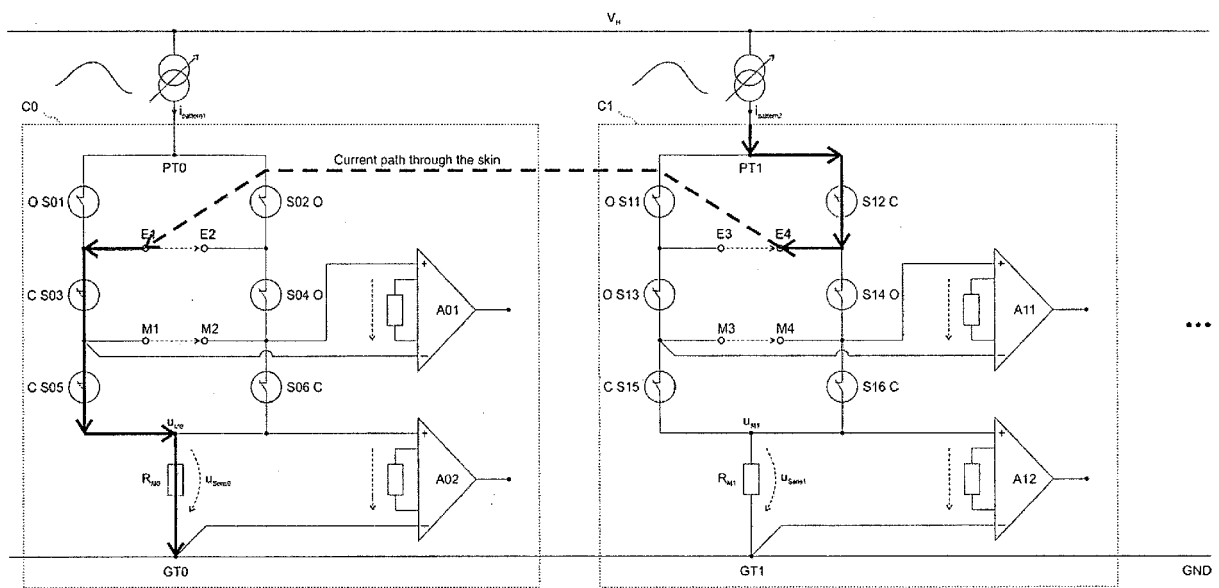 V_H
C0
i_pattern1
C1
i_pattern2
Current path through the skin
PT0
PT1
O S01
S02 O
O S11
S12 C
E1
E2
E3
E4
C S03
S04 O
A01
O S13
S14 O
A11
+
−
+
−
M1
M2
M3
M4
...
C S05
S06 C
C S15
S16 C
u_M1
+
+
R_M0
u_Sens0
A02
R_M1
u_Sens1
A12
−
−
GT0
GT1
GND